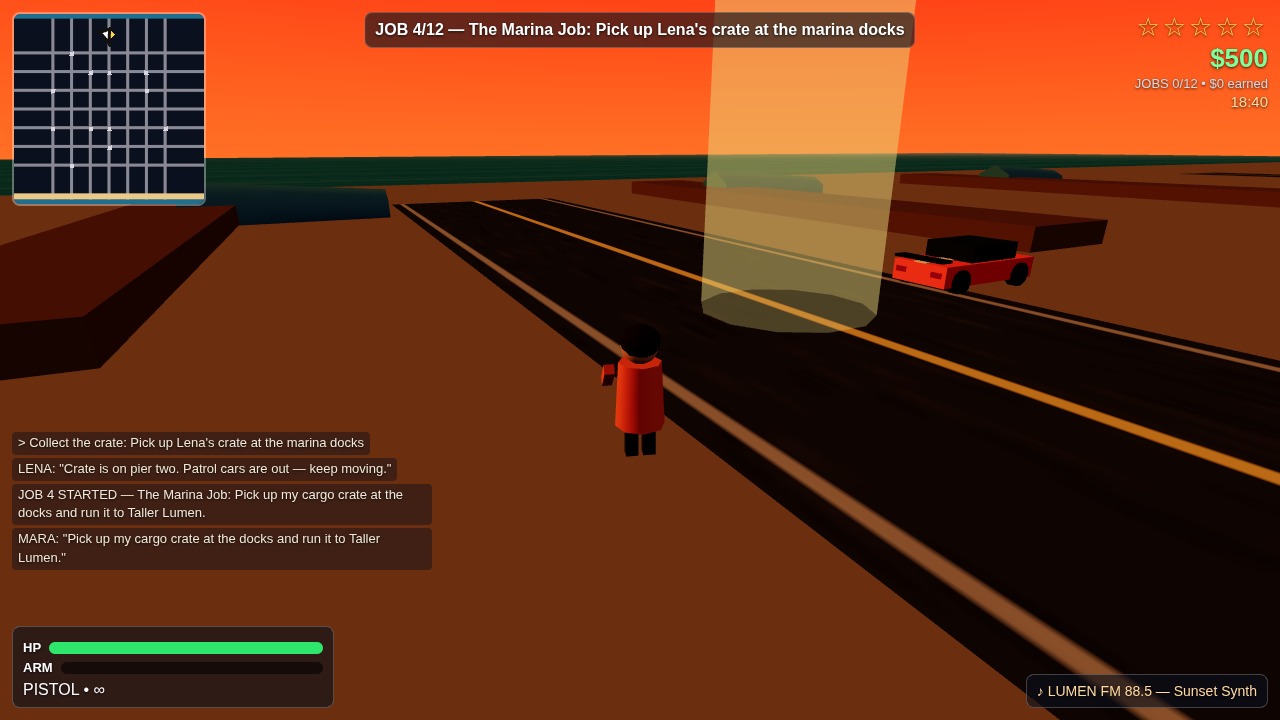 JOB 4/12 — The Marina Job: Pick up Lena's crate at the marina docks
☆☆☆☆☆
$500
JOBS 0/12 • $0 earned
18:40
> Collect the crate: Pick up Lena's crate at the marina docks
LENA: "Crate is on pier two. Patrol cars are out — keep moving."
JOB 4 STARTED — The Marina Job: Pick up my cargo crate at the
docks and run it to Taller Lumen.
MARA: "Pick up my cargo crate at the docks and run it to Taller
Lumen."
HP
ARM
PISTOL • ∞
♪ LUMEN FM 88.5 — Sunset Synth